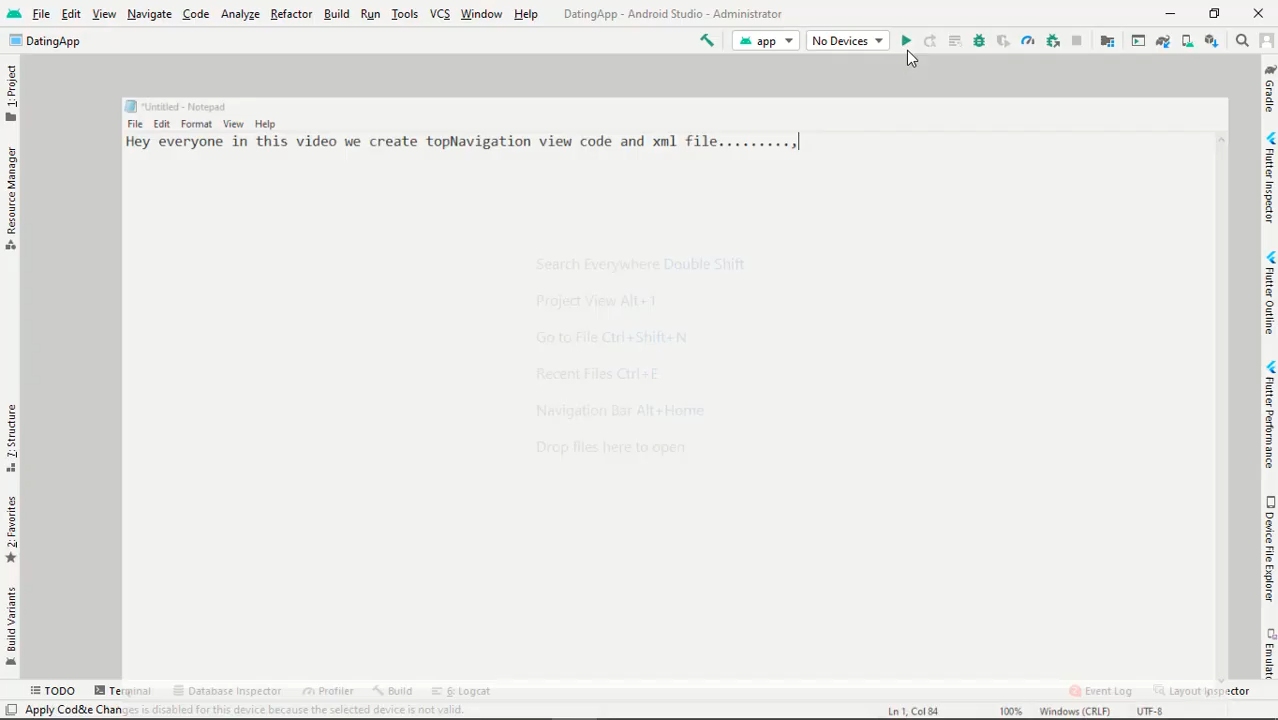 File Edit View Navigate Code Analyze Refactor Build Run Tools VCS Window Help DatingApp - Android Studio - Administrator
DatingApp app No Devices
1: Project
Resource Manager
Z: Structure
2: Favorites
Build Variants
*Untitled - Notepad
File Edit Format View Help
Hey everyone in this video we create topNavigation view code and xml file.........,
Search Everywhere Double Shift
Project View Alt+1
Go to File Ctrl+Shift+N
Recent Files Ctrl+E
Navigation Bar Alt+Home
Drop files here to open
Gradle
Flutter Inspector
Flutter Outline
Flutter Performance
Device File Explorer
Emulato
TODO Terminal Database Inspector Profiler Build 6: Logcat Event Log Layout Inspector
Apply Code Changes is disabled for this device because the selected device is not valid.
Ln 1, Col 84 100% Windows (CRLF) UTF-8